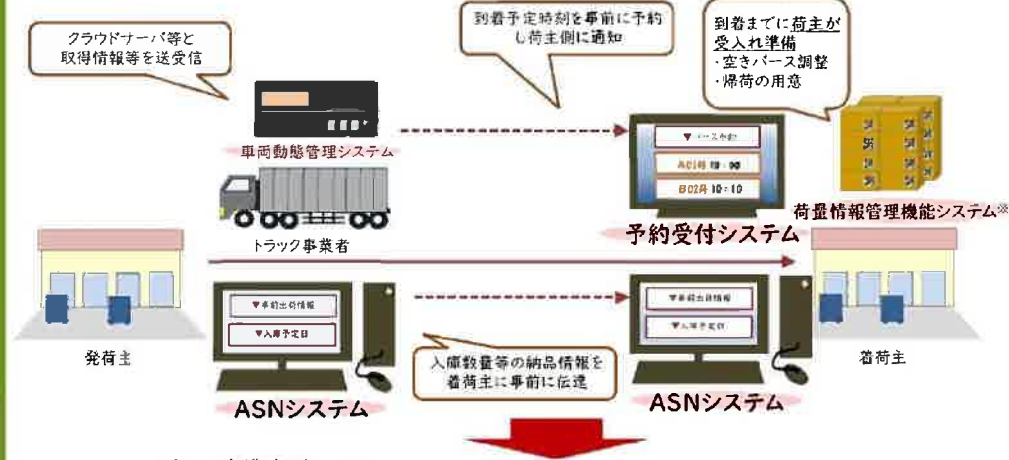 クラウドサーバ等と
取得情報等を送受信
到着予定時刻を事前に予約
し荷主側に通知
到着までに荷主が
受入れ準備
・空きバース調整
・帰荷の用意
車両動態管理システム
▼バース予約
A01号 10:00
B02号 10:10
荷量情報管理機能システム※
予約受付システム
トラック事業者
▼事前出荷情報
▼入庫予定日
▼事前出荷情報
▼入庫予定日
発荷主
着荷主
入庫数量等の納品情報を
着荷主に事前に伝達
ASNシステム
ASNシステム